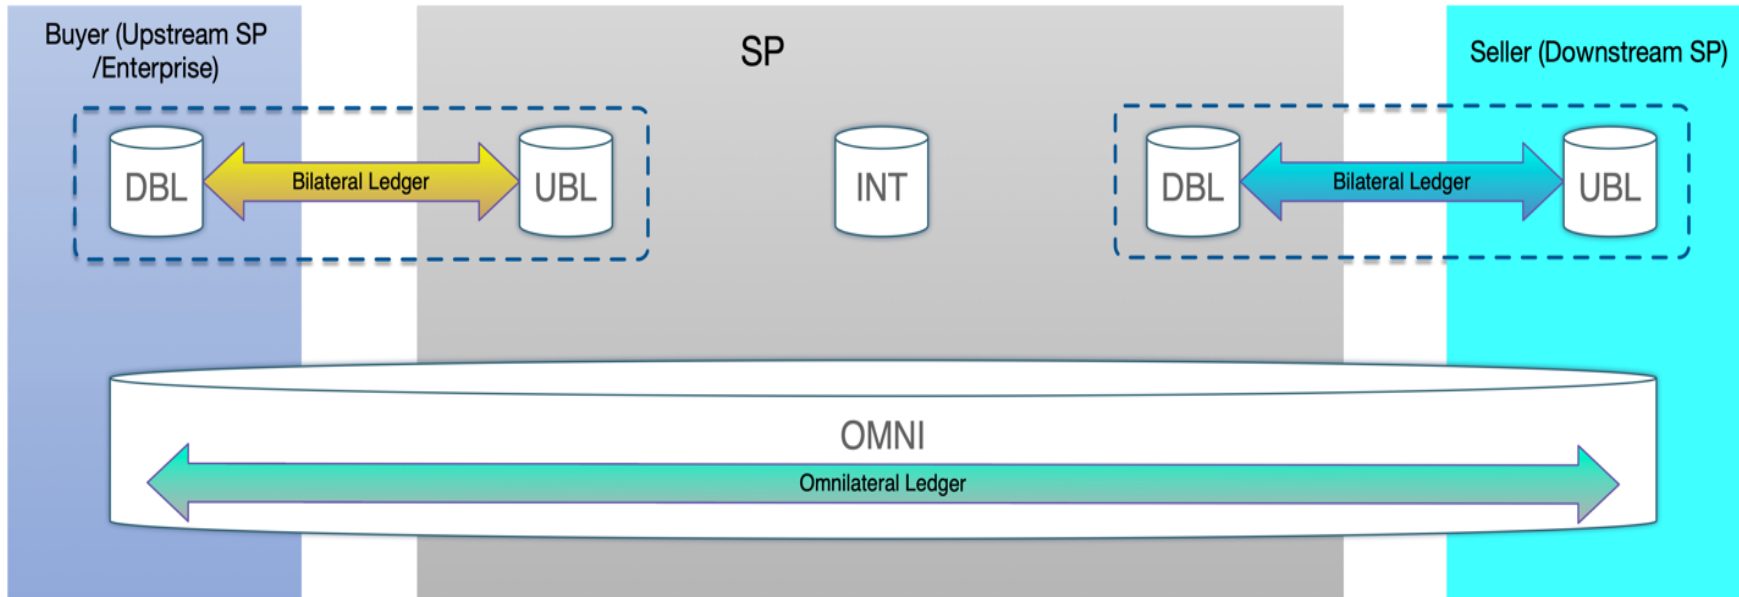 Buyer (Upstream SP
/Enterprise)
SP
Seller (Downstream SP)
DBL
Bilateral Ledger
UBL
INT
DBL
Bilateral Ledger
UBL
OMNI
Omnilateral Ledger